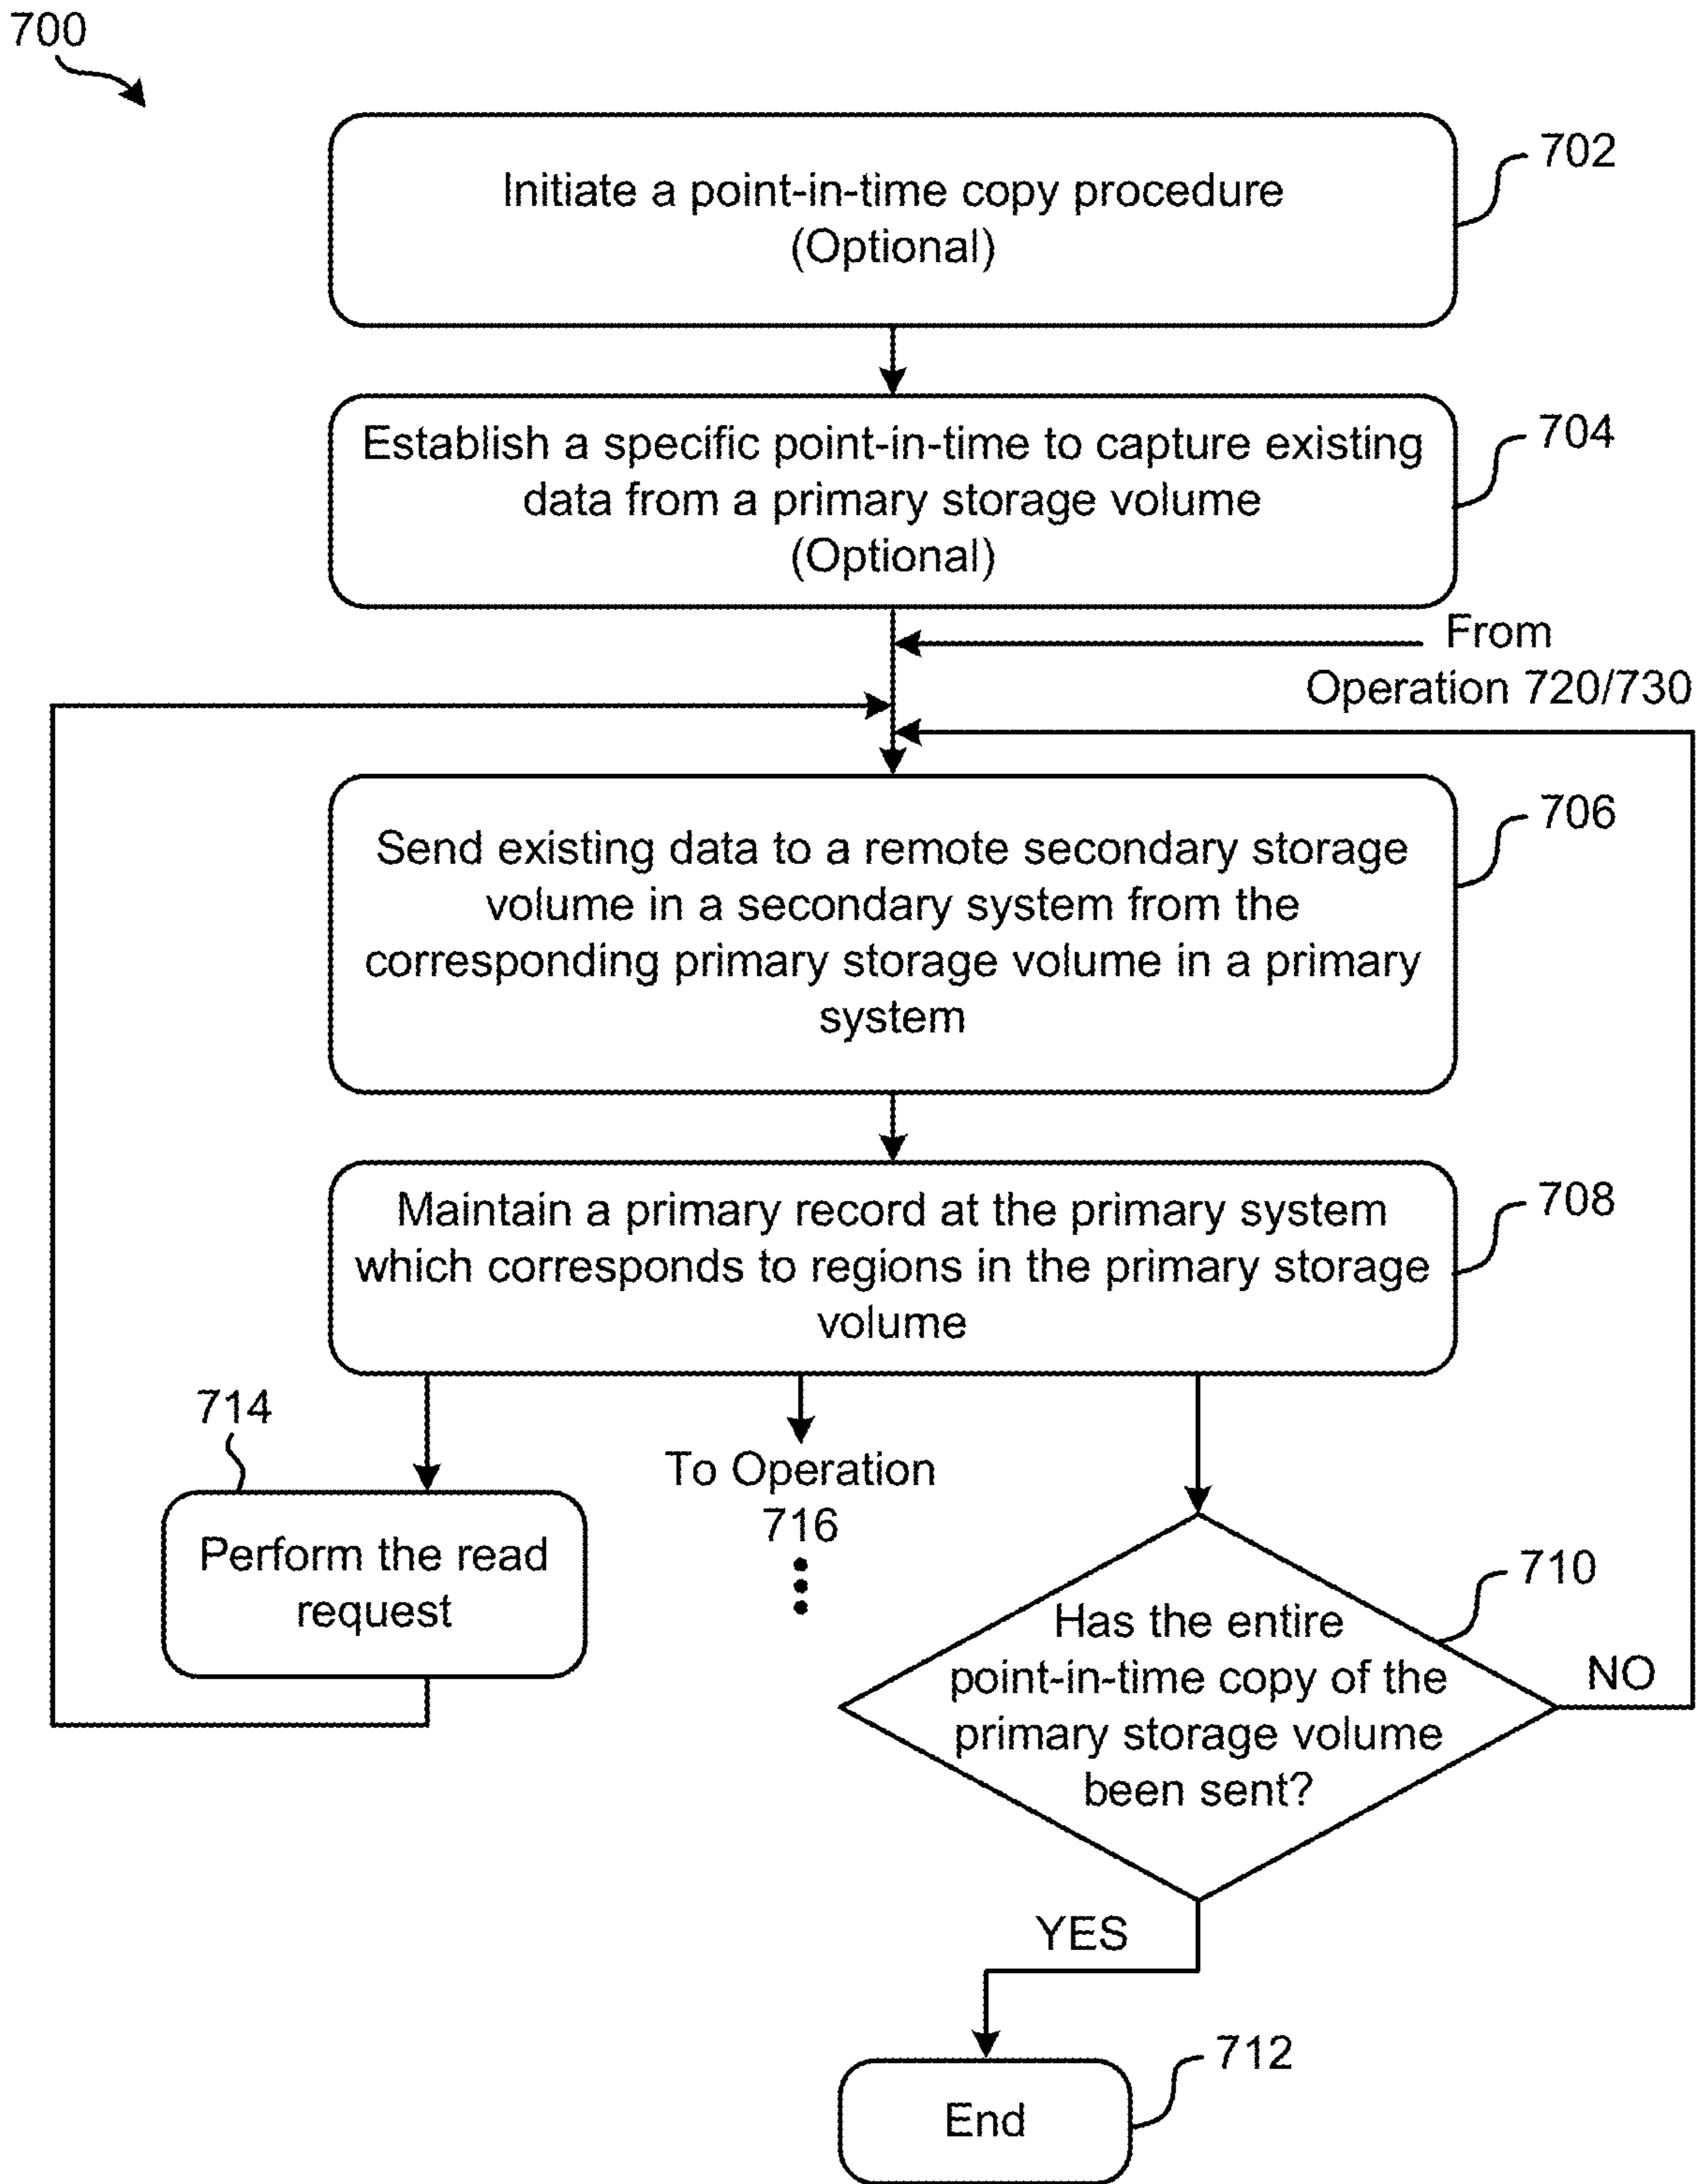 700
702
Initiate a point-in-time copy procedure
(Optional)
704
Establish a specific point-in-time to capture existing
data from a primary storage volume
(Optional)
From
Operation 720/730
706
Send existing data to a remote secondary storage
volume in a secondary system from the
corresponding primary storage volume in a primary
system
708
Maintain a primary record at the primary system
which corresponds to regions in the primary storage
volume
714
Perform the read
request
To Operation
716
710
Has the entire
point-in-time copy of the
primary storage volume
been sent?
NO
YES
712
End